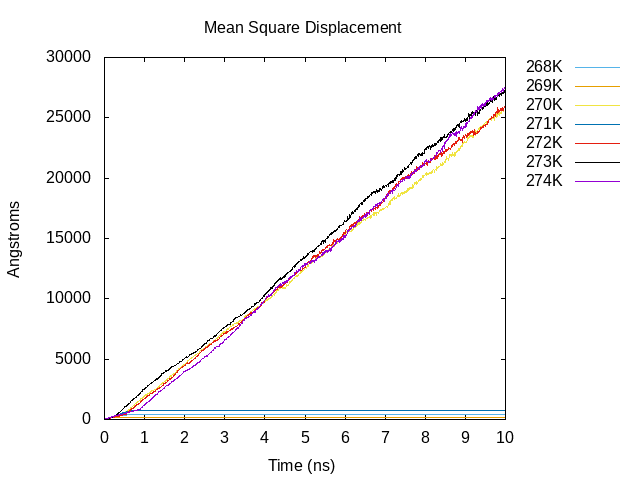 Mean Square Displacement
30000
25000
20000
15000
10000
5000
0
0 1 2 3 4 5 6 7 8 9 10
Angstroms
Time (ns)
268K
269K
270K
271K
272K
273K
274K